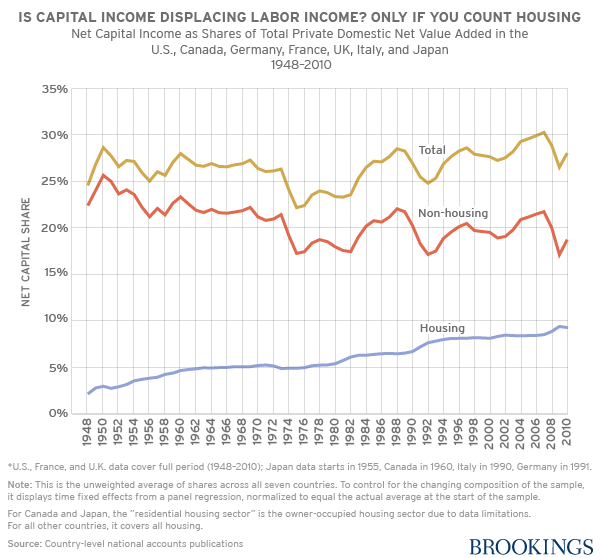 IS CAPITAL INCOME DISPLACING LABOR INCOME? ONLY IF YOU COUNT HOUSING
Net Capital Income as Shares of Total Private Domestic Net Value Added in the
U.S., Canada, Germany, France, UK, Italy, and Japan
1948–2010
35%
30%
25%
20%
15%
10%
5%
0%
NET CAPITAL SHARE
Total
Non-housing
Housing
1948
1950
1952
1954
1956
1958
1960
1962
1964
1966
1968
1970
1972
1974
1976
1978
1980
1982
1984
1986
1988
1990
1992
1994
1996
1998
2000
2002
2004
2006
2008
2010
*U.S., France, and U.K. data cover full period (1948–2010); Japan data starts in 1955, Canada in 1960, Italy in 1990, Germany in 1991.
Note: This is the unweighted average of shares across all seven countries. To control for the changing composition of the sample,
it displays time fixed effects from a panel regression, normalized to equal the actual average at the start of the sample.
For Canada and Japan, the "residential housing sector" is the owner-occupied housing sector due to data limitations.
For all other countries, it covers all housing.
Source: Country-level national accounts publications
BROOKINGS